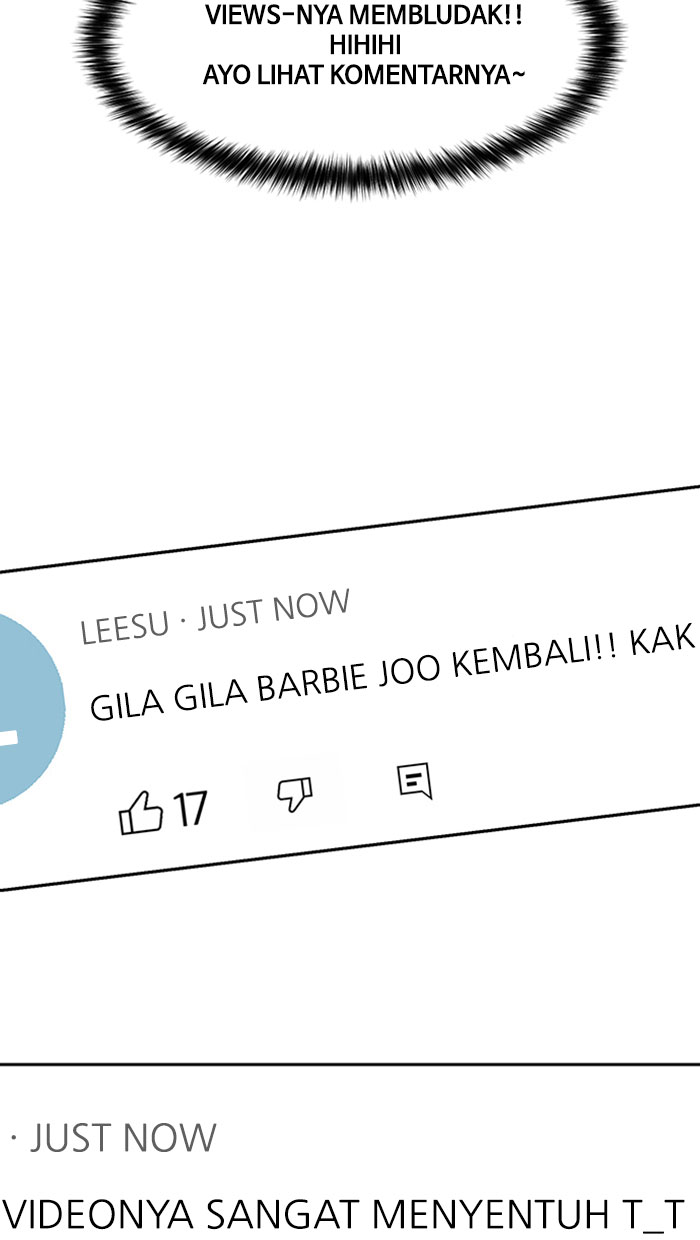 VIEWS-NYA MEMBLUDAK!!
HIHIHI
AYO LIHAT KOMENTARNYA~
LEESU · JUST NOW
GILA GILA BARBIE JOO KEMBALI!! KAK
17
· JUST NOW
VIDEONYA SANGAT MENYENTUH T_T